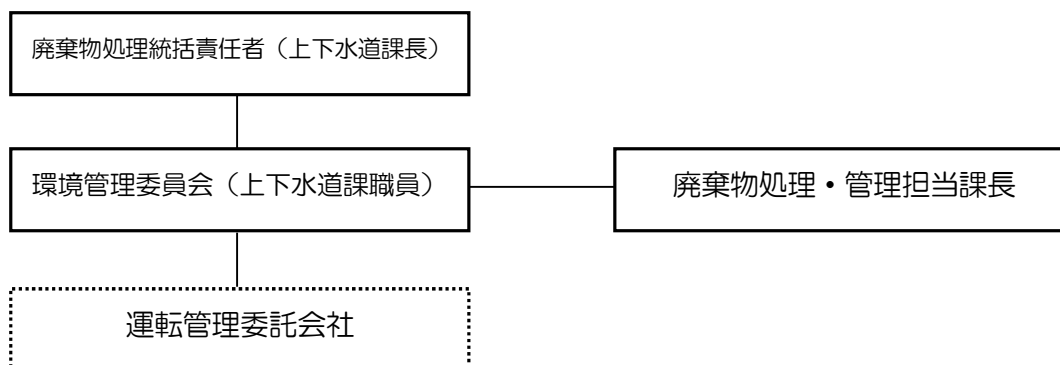 廃棄物処理統括責任者（上下水道課長）
環境管理委員会（上下水道課職員）
廃棄物処理・管理担当課長
運転管理委託会社